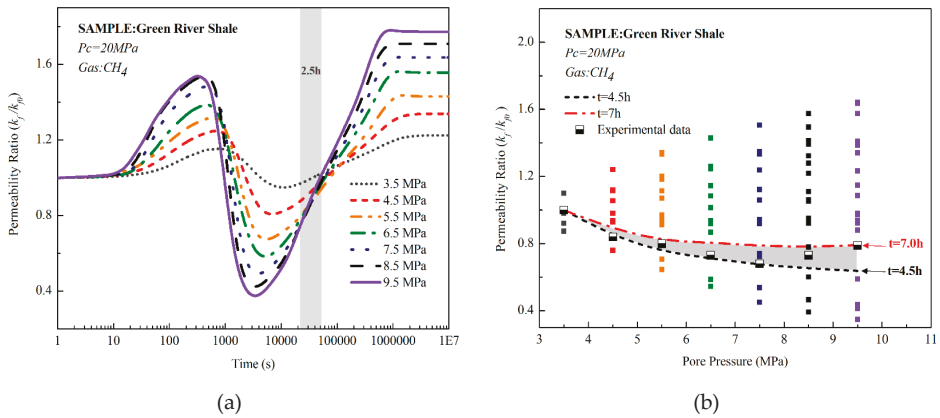 SAMPLE:Green River Shale
Pc=20MPa
Gas:CH4
2.5h
3.5 MPa
4.5 MPa
5.5 MPa
6.5 MPa
7.5 MPa
8.5 MPa
9.5 MPa
Permeability Ratio (kf /kf0)
1.6
1.2
0.8
0.4
1 10 100 1000 10000 100000 1000000 1E7
Time (s)
(a)
SAMPLE:Green River Shale
Pc=20MPa
Gas:CH4
t=4.5h
t=7h
Experimental data
t=7.0h
t=4.5h
Permeability Ratio (kf /kf0)
2.0
1.6
1.2
0.8
0.4
3 4 5 6 7 8 9 10 11
Pore Pressure (MPa)
(b)